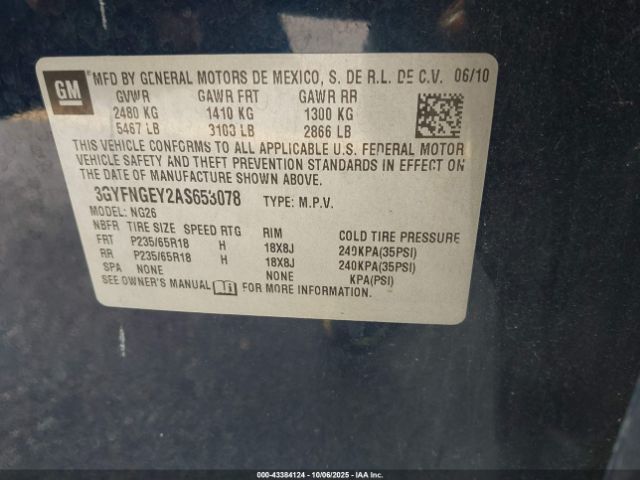 GM
MFD BY GENERAL MOTORS DE MEXICO, S. DE R.L. DE C.V. 06/10
GVWR GAWR FRT GAWR RR
2480 KG 1410 KG 1300 KG
5467 LB 3108 LB 2866 LB
THIS VEHICLE CONFORMS TO ALL APPLICABLE U.S. FEDERAL MOTOR
VEHICLE SAFETY AND THEFT PREVENTION STANDARDS IN EFFECT ON
THE DATE OF MANUFACTURE SHOWN ABOVE.
3GYFNGEY2AS653078 TYPE: M.P.V.
MODEL: NG26
NBFR TIRE SIZE SPEED RTG RIM COLD TIRE PRESSURE
FRT P235/65R18 H 18X8J 240KPA(35PSI)
RR P235/65R18 H 18X8J 240KPA(35PSI)
SPA NONE NONE KPA(PSI)
SEE OWNER'S MANUAL FOR MORE INFORMATION.
000-43384124 - 10/06/2025 - IAAI.com